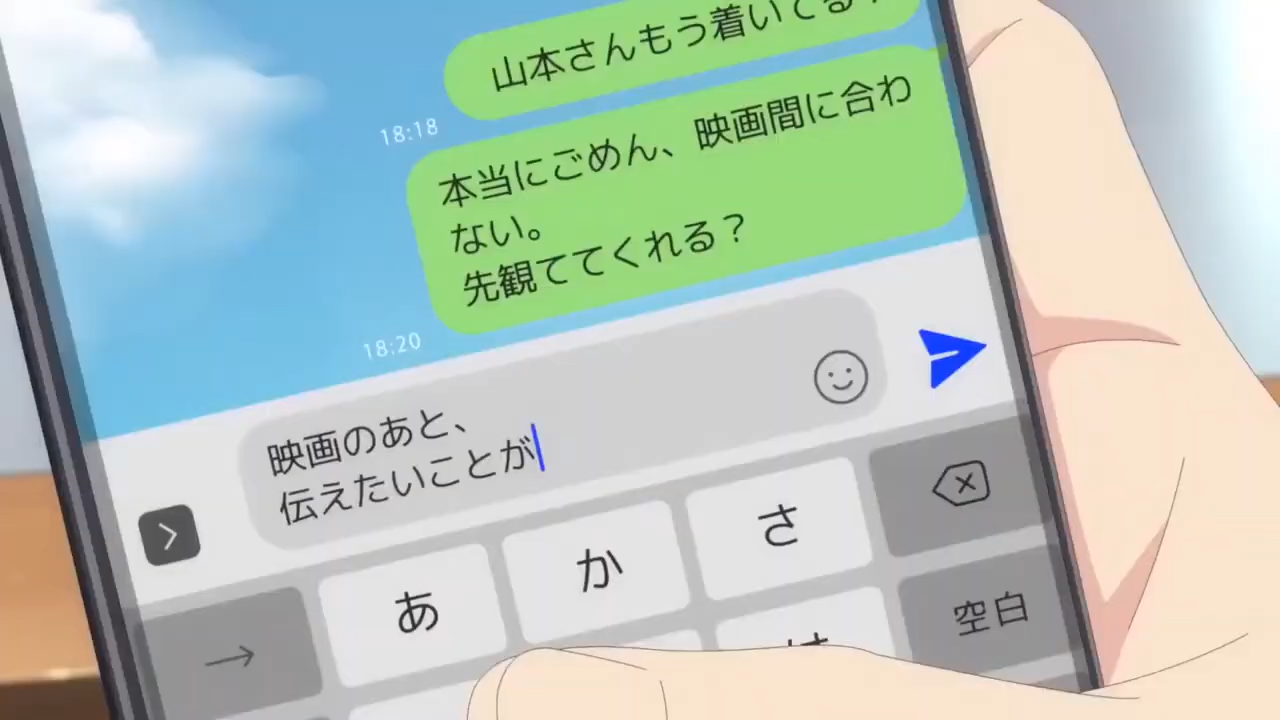 山本さんもう着いてる？
18:18
本当にごめん、映画間に合わ
ない。
先観ててくれる？
18:20
映画のあと、
伝えたいことが
あ
か
さ
空白